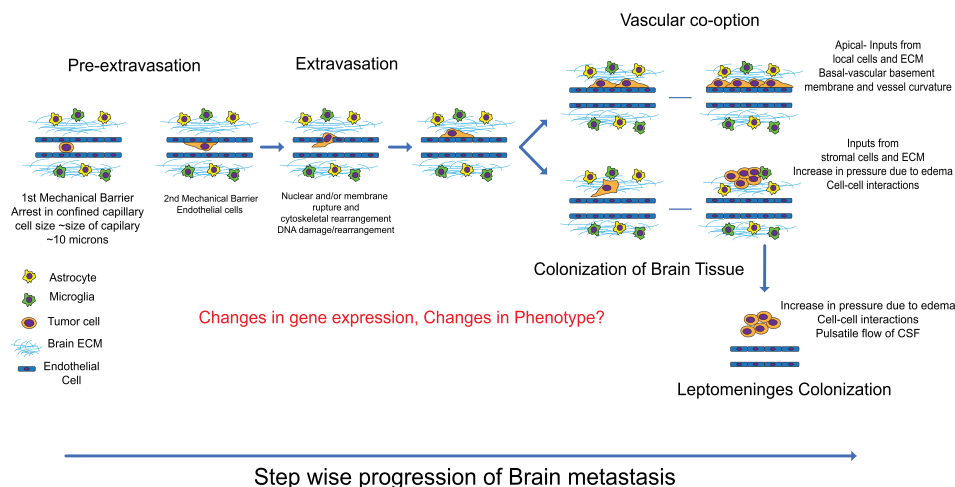 Vascular co-option
Apical- Inputs from
local cells and ECM
Basal-vascular basement
membrane and vessel curvature
Pre-extravasation
Extravasation
1st Mechanical Barrier
Arrest in confined capillary
cell size ~size of capilary
~10 microns
2nd Mechanical Barrier
Endothelial cells
Nuclear and/or membrane
rupture and
cytoskeletal rearrangement
DNA damage/rearrangement
Inputs from
stromal cells and ECM
Increase in pressure due to edema
Cell-cell interactions
Colonization of Brain Tissue
Astrocyte
Microglia
Tumor cell
Brain ECM
Endothelial
Cell
Changes in gene expression, Changes in Phenotype?
Increase in pressure due to edema
Cell-cell interactions
Pulsatile flow of CSF
Leptomeninges Colonization
Step wise progression of Brain metastasis